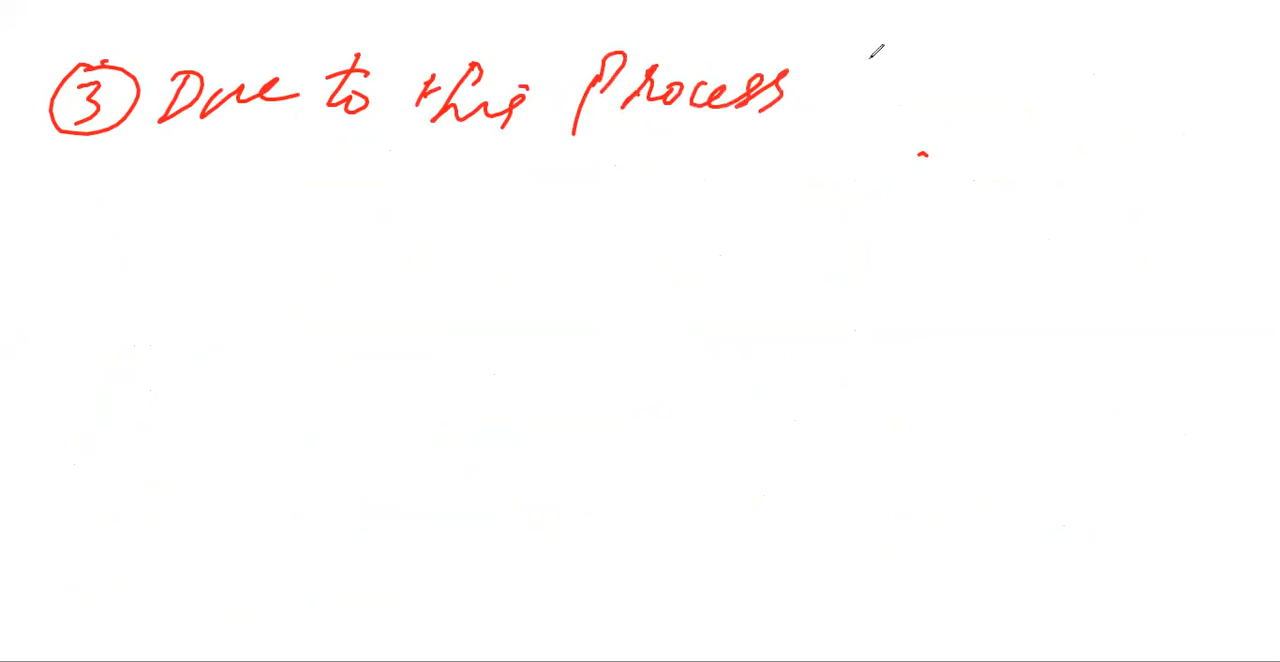 ③ Due to this Process